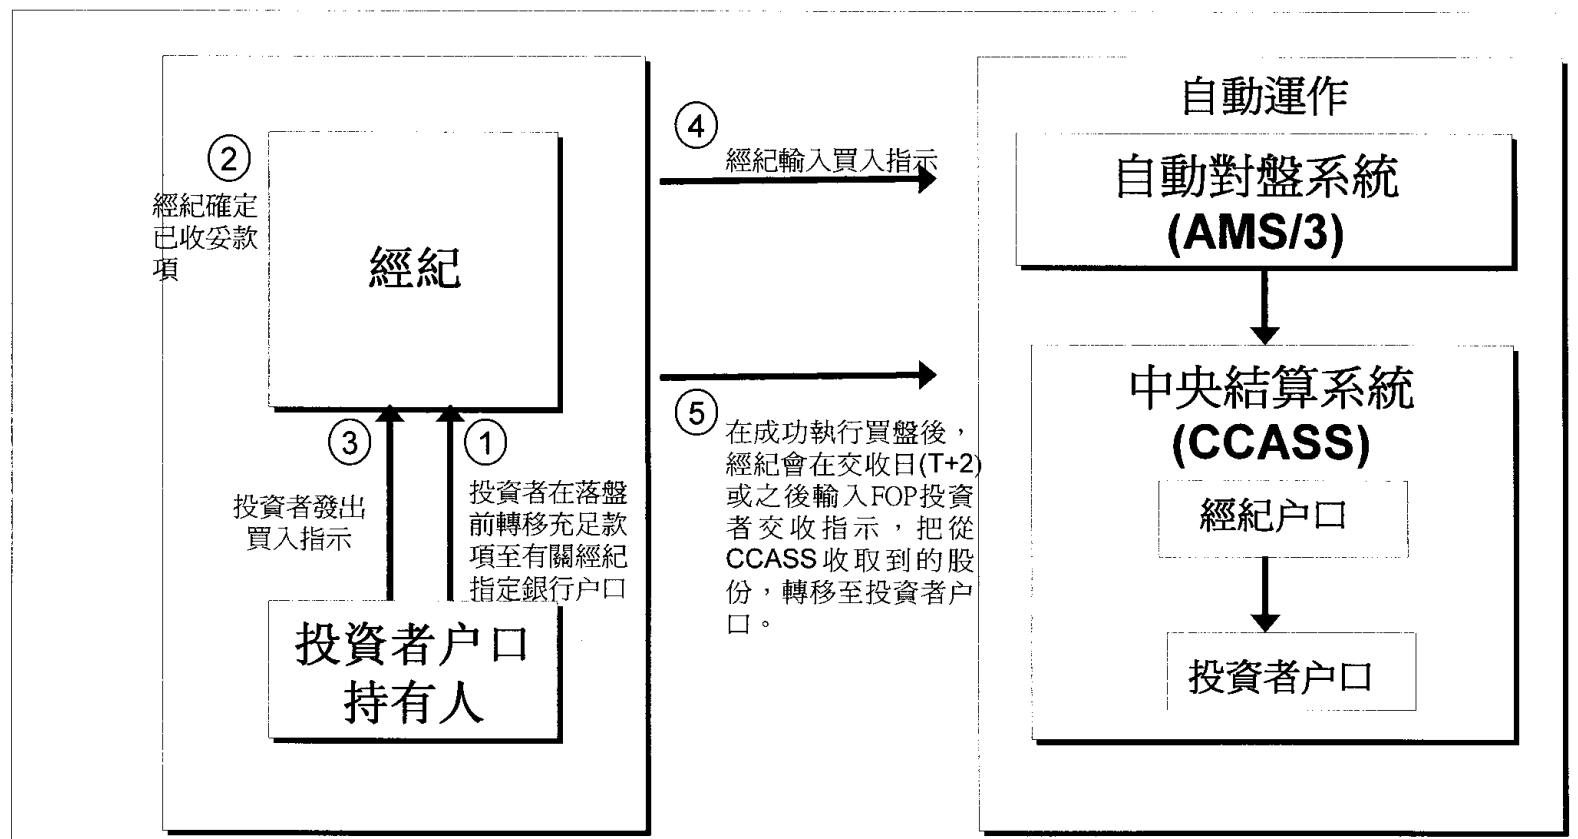 ②
經紀確定
已收妥款
項
經紀
③
投資者發出
買入指示
①
投資者在落盤
前轉移充足款
項至有關經紀
指定銀行户口
投資者户口
持有人
④
經紀輸入買入指示
⑤
在成功執行買盤後，
經紀會在交收日(T+2)
或之後輸入FOP投資
者交收指示，把從
CCASS收取到的股
份，轉移至投資者户
口。
自動運作
自動對盤系統
(AMS/3)
中央結算系統
(CCASS)
經紀户口
投資者户口